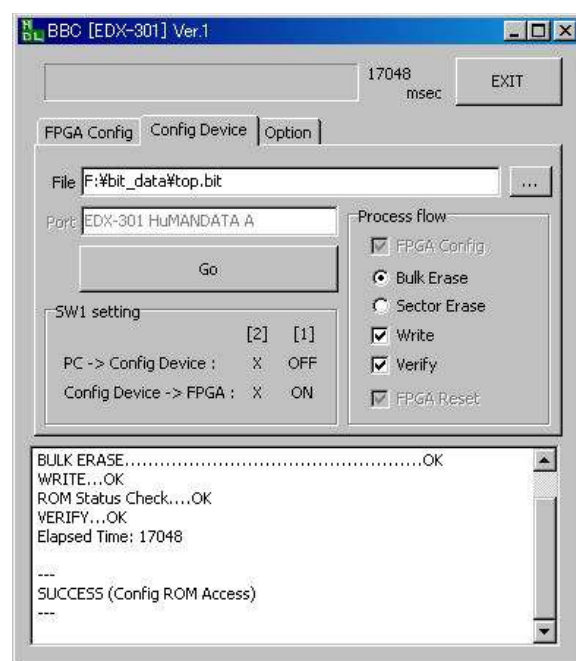 H
DL
BBC [EDX-301] Ver.1
17048
msec
EXIT
FPGA Config
Config Device
Option
File F:¥bit_data¥top.bit
...
Port EDX-301 HuMANDATA A
Go
Process flow
FPGA Config
Bulk Erase
Sector Erase
Write
Verify
FPGA Reset
SW1 setting
[2] [1]
PC -> Config Device : X OFF
Config Device -> FPGA : X ON
BULK ERASE..................................................OK
WRITE...OK
ROM Status Check....OK
VERIFY...OK
Elapsed Time: 17048
---
SUCCESS (Config ROM Access)
---